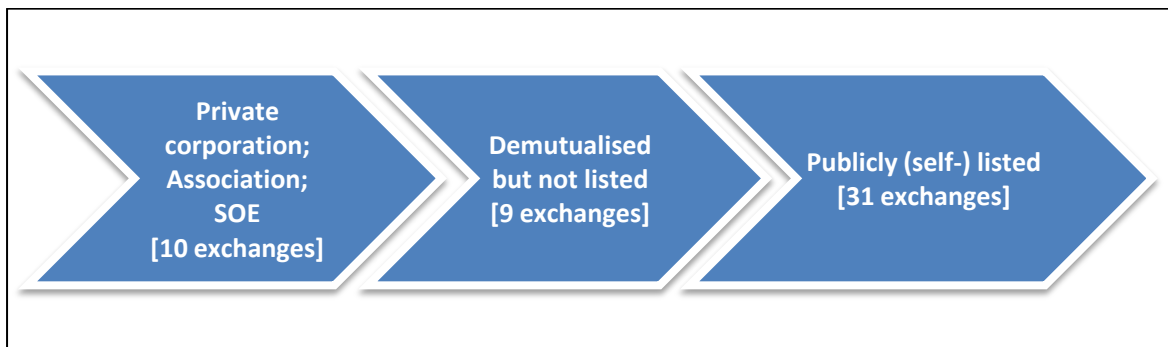 Private
corporation;
Association;
SOE
[10 exchanges]
Demutualised
but not listed
[9 exchanges]
Publicly (self-) listed
[31 exchanges]